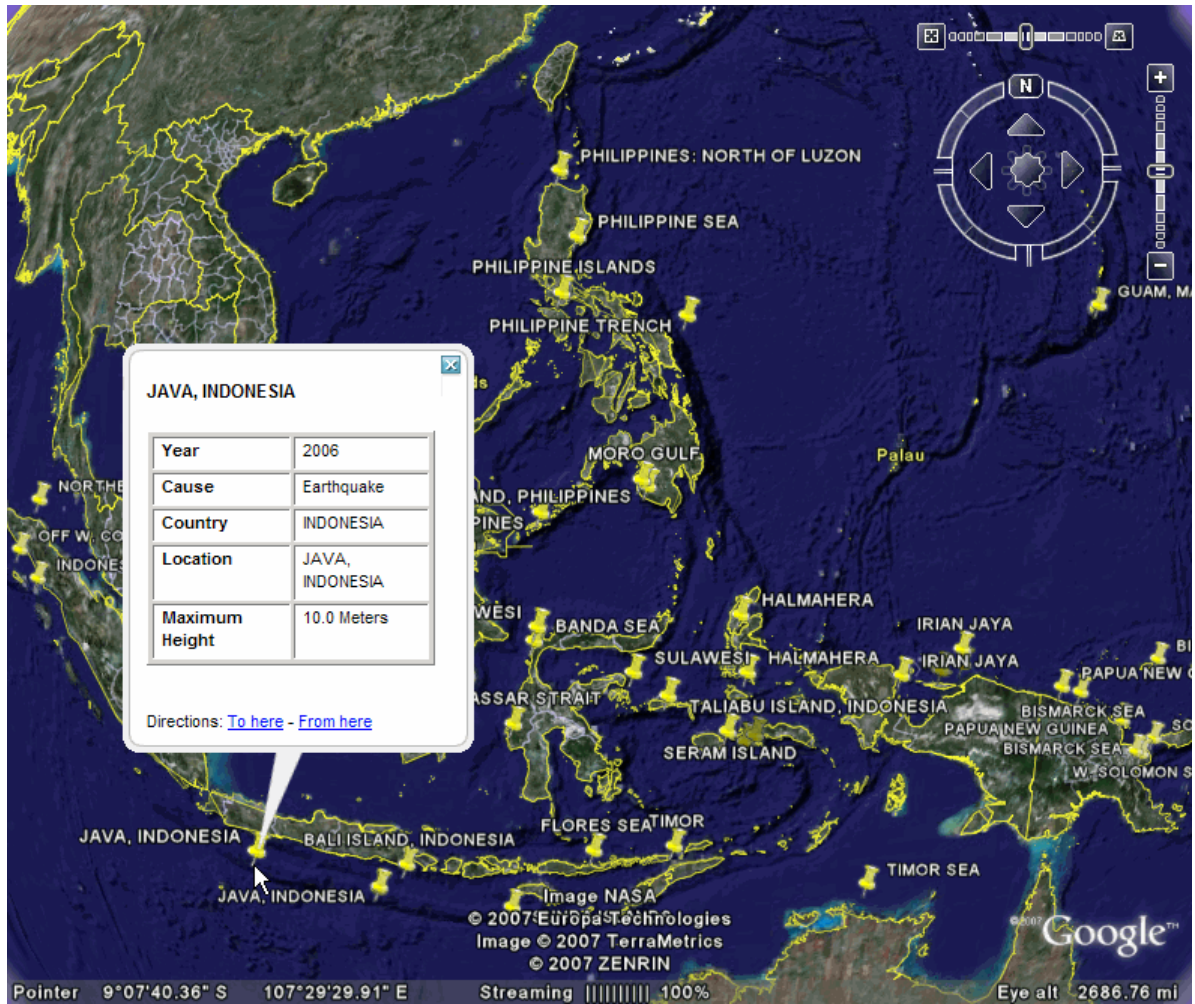 N
PHILIPPINES: NORTH OF LUZON
PHILIPPINE SEA
PHILIPPINE ISLANDS
GUAM, MA
PHILIPPINE TRENCH
JAVA, INDONESIA
Year 2006
Cause Earthquake
Country INDONESIA
Location JAVA,
INDONESIA
Maximum 10.0 Meters
Height
Directions: To here - From here
ds
MORO GULF
Palau
NORTHE
AND, PHILIPPINES
PINES
OFF W. CO
INDONES
WESI
BANDA SEA
HALMAHERA
IRIAN JAYA
SULAWESI
HALMAHERA
IRIAN JAYA
BI
PAPUA NEW G
ASSAR STRAIT
TALIABU ISLAND, INDONESIA
BISMARCK SEA
PAPUA NEW GUINEA
SO
SERAM ISLAND
BISMARCK SEA
W. SOLOMON S
JAVA, INDONESIA
BALI ISLAND, INDONESIA
FLORES SEA
TIMOR
TIMOR SEA
JAVA, INDONESIA
Image NASA
© 2007 Europa Technologies
Image © 2007 TerraMetrics
© 2007 ZENRIN
©2007 Google™
Pointer 9°07'40.36" S 107°29'29.91" E Streaming |||||||||| 100% Eye alt 2686.76 mi